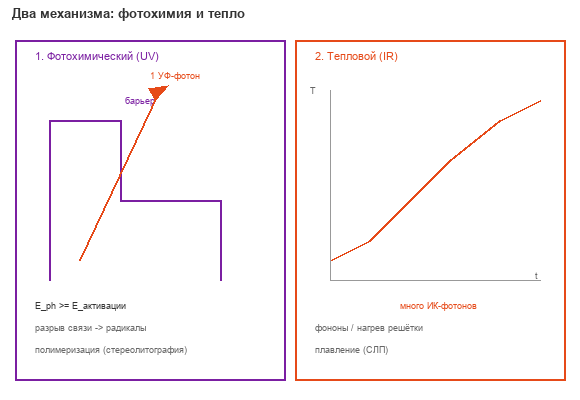 Два механизма: фотохимия и тепло
1. Фотохимический (UV)
1 УФ-фотон
барьер
E_ph >= E_активации
разрыв связи -> радикалы
полимеризация (стереолитография)
2. Тепловой (IR)
T
t
много ИК-фотонов
фононы / нагрев решётки
плавление (СЛП)